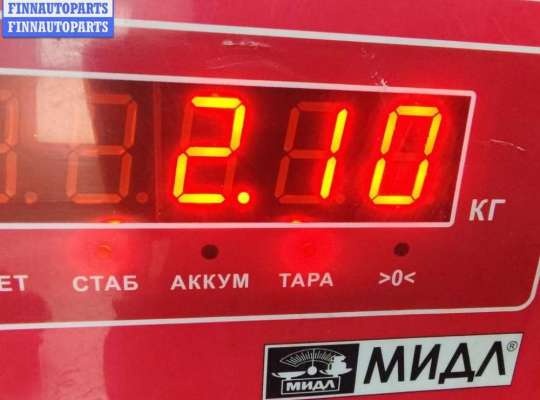 FINNAUTOPARTS
FINNAUTOPARTS
2.10
КГ
ЕТ СТАБ АККУМ ТАРА >0<
МИДЛ МИДЛ®